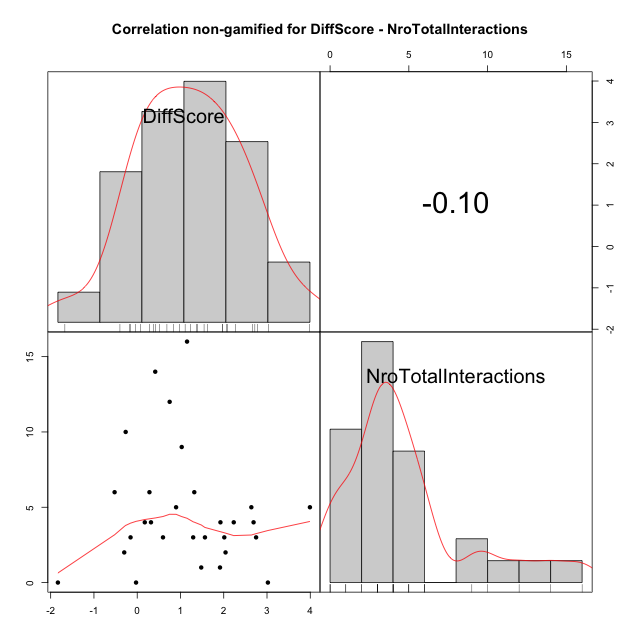 Correlation non-gamified for DiffScore - NroTotalInteractions
0 5 10 15
DiffScore
4
3
2
1
0
-1
-2
-0.10
15
10
5
0
NroTotalInteractions
-2 -1 0 1 2 3 4